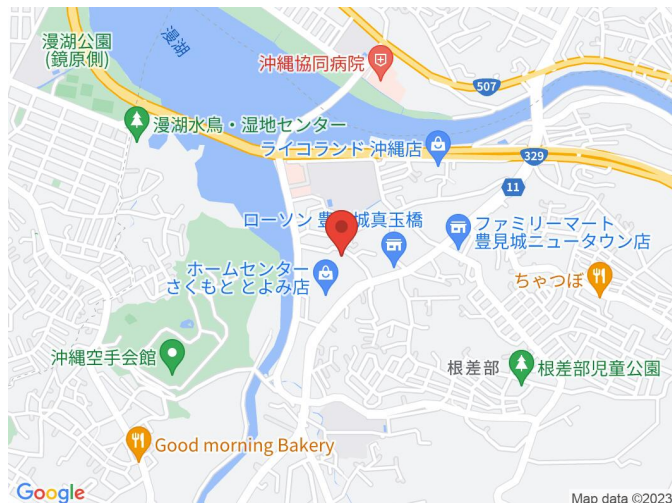 漫湖公園
(鏡原側)
漫湖
沖縄協同病院
507
漫湖水鳥・湿地センター
ライコランド 沖縄店
329
11
ローソン 豊見城真玉橋
ファミリーマート
豊見城ニュータウン店
ホームセンター
さくもと とよみ店
ちゃつぼ
沖縄空手会館
根差部
根差部児童公園
Good morning Bakery
Google
Map data ©2023